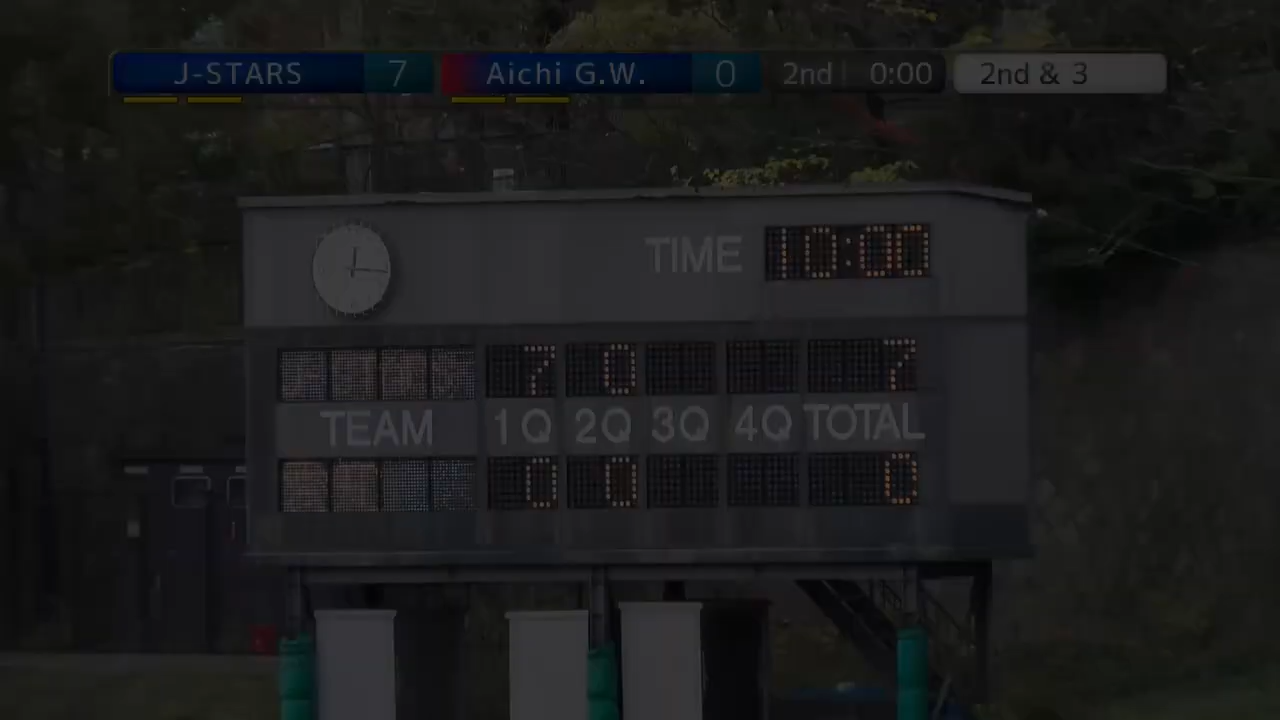 J-STARS 7 Aichi G.W. 0 2nd 0:00 2nd & 3
TIME 10:00
7 0 7
TEAM 1Q 2Q 3Q 4Q TOTAL
0 0 0